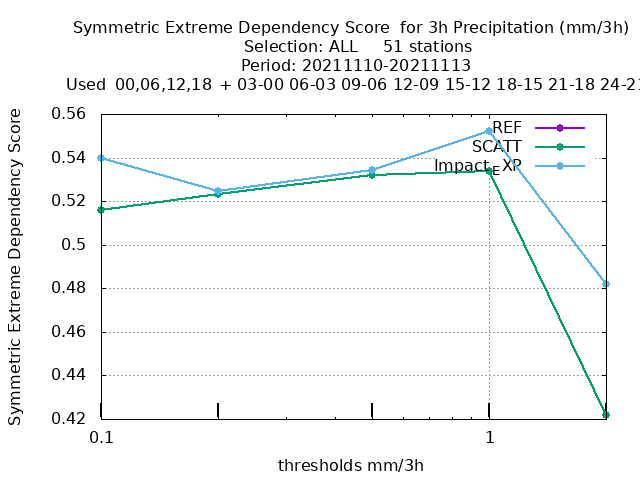 Symmetric Extreme Dependency Score for 3h Precipitation (mm/3h)
Selection: ALL 51 stations
Period: 20211110-20211113
Used 00,06,12,18 + 03-00 06-03 09-06 12-09 15-12 18-15 21-18 24-21
Symmetric Extreme Dependency Score
0.56
0.54
0.52
0.5
0.48
0.46
0.44
0.42
REF
SCATT
Impact_EXP
0.1
1
thresholds mm/3h